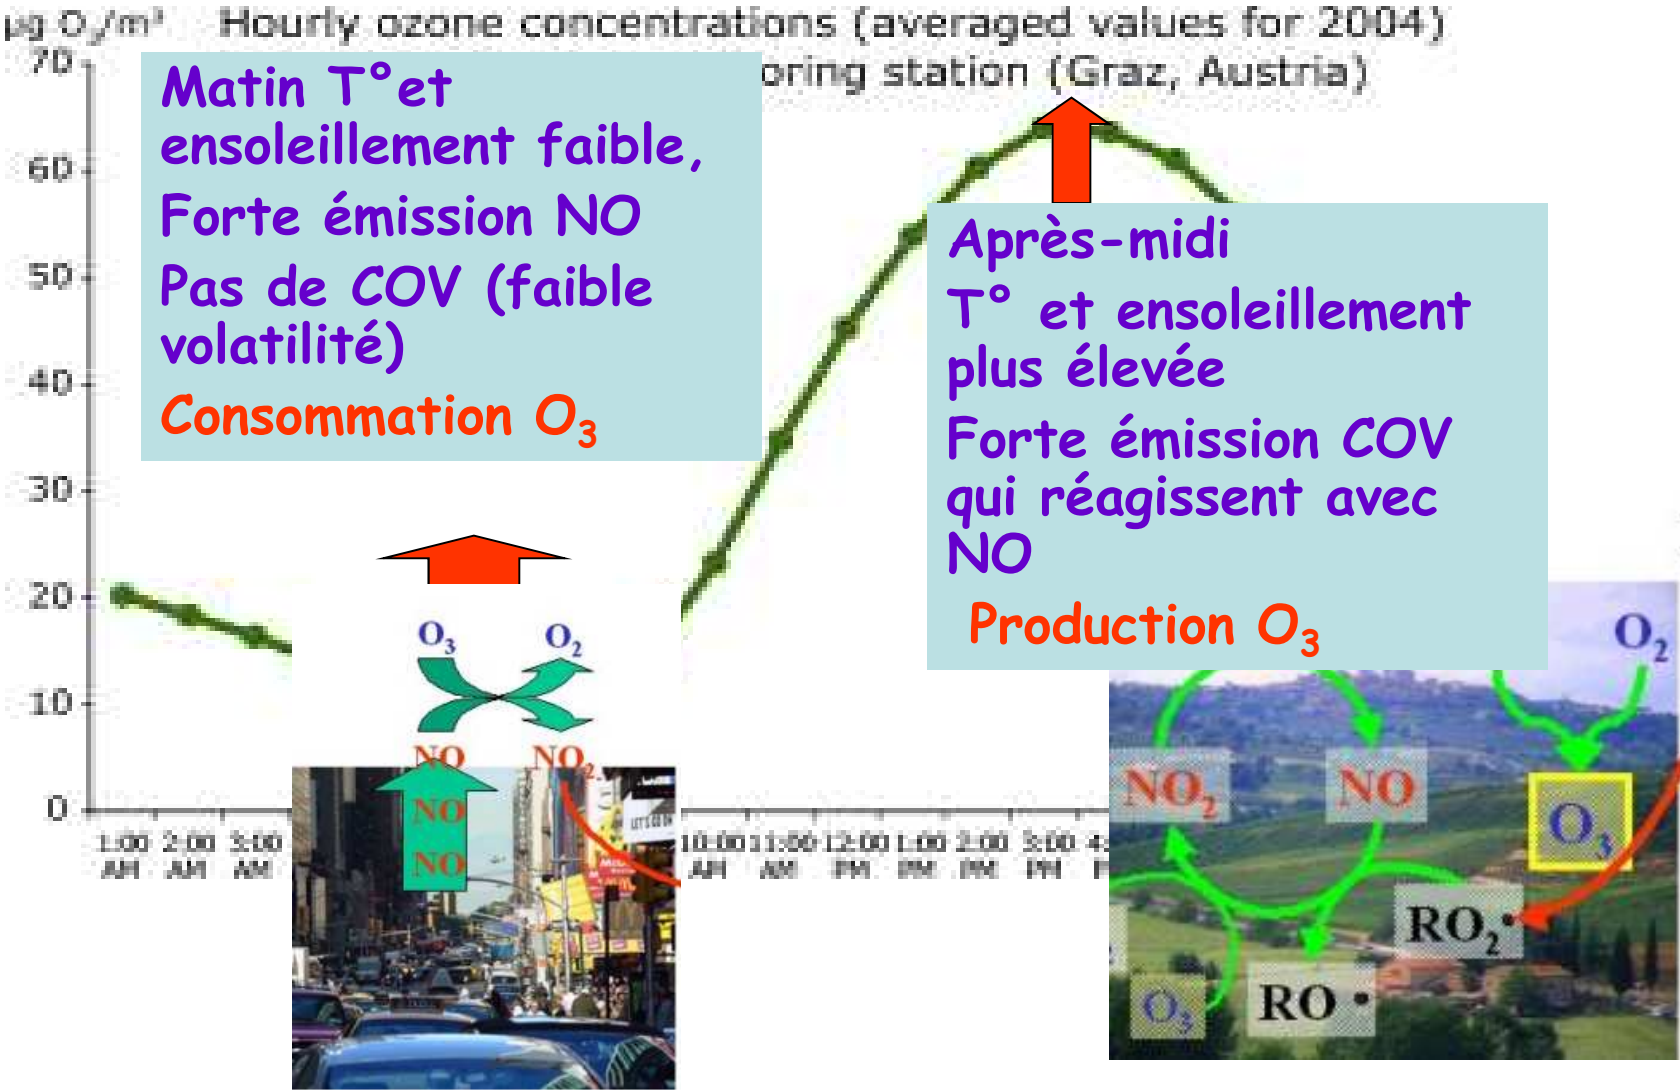 µg O₃/m³
Hourly ozone concentrations (averaged values for 2004)
oring station (Graz, Austria)
70
60
50
40
30
20
10
0
Matin T° et
ensoleillement faible,
Forte émission NO
Pas de COV (faible
volatilité)
Consommation O₃
Après-midi
T° et ensoleillement
plus élevée
Forte émission COV
qui réagissent avec
NO
Production O₃
O₃ O₂
NO NO₂
NO
NO
O₂
NO₂ NO O₃
RO₂•
O₃ RO •
1:00 AM
2:00 AM
3:00 AM
10:00 AM
11:00 AM
12:00 PM
1:00 PM
2:00 PM
3:00 PM